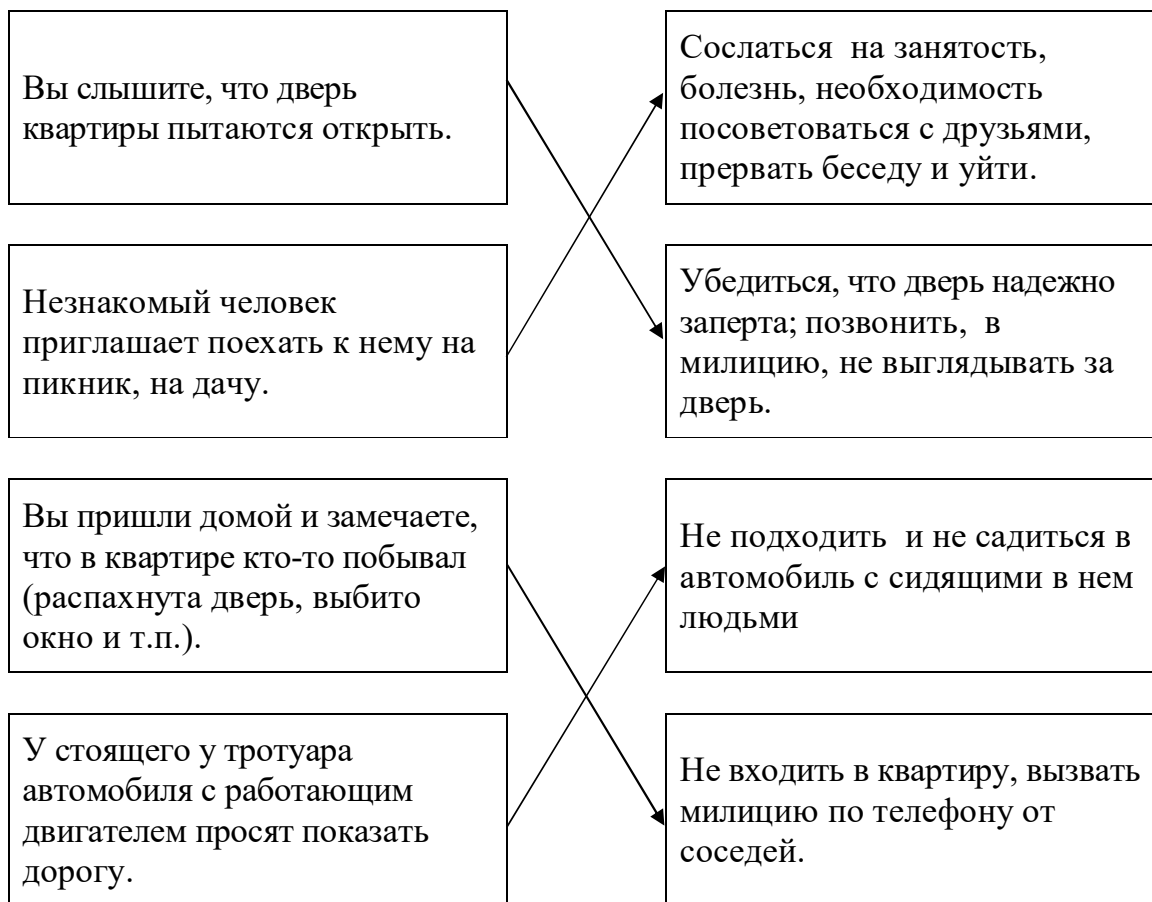 Вы слышите, что дверь
квартиры пытаются открыть.
Сослаться на занятость,
болезнь, необходимость
посоветоваться с друзьями,
прервать беседу и уйти.
Незнакомый человек
приглашает поехать к нему на
пикник, на дачу.
Убедиться, что дверь надежно
заперта; позвонить, в
милицию, не выглядывать за
дверь.
Вы пришли домой и замечаете,
что в квартире кто-то побывал
(распахнута дверь, выбито
окно и т.п.).
Не подходить и не садиться в
автомобиль с сидящими в нем
людьми
У стоящего у тротуара
автомобиля с работающим
двигателем просят показать
дорогу.
Не входить в квартиру, вызвать
милицию по телефону от
соседей.